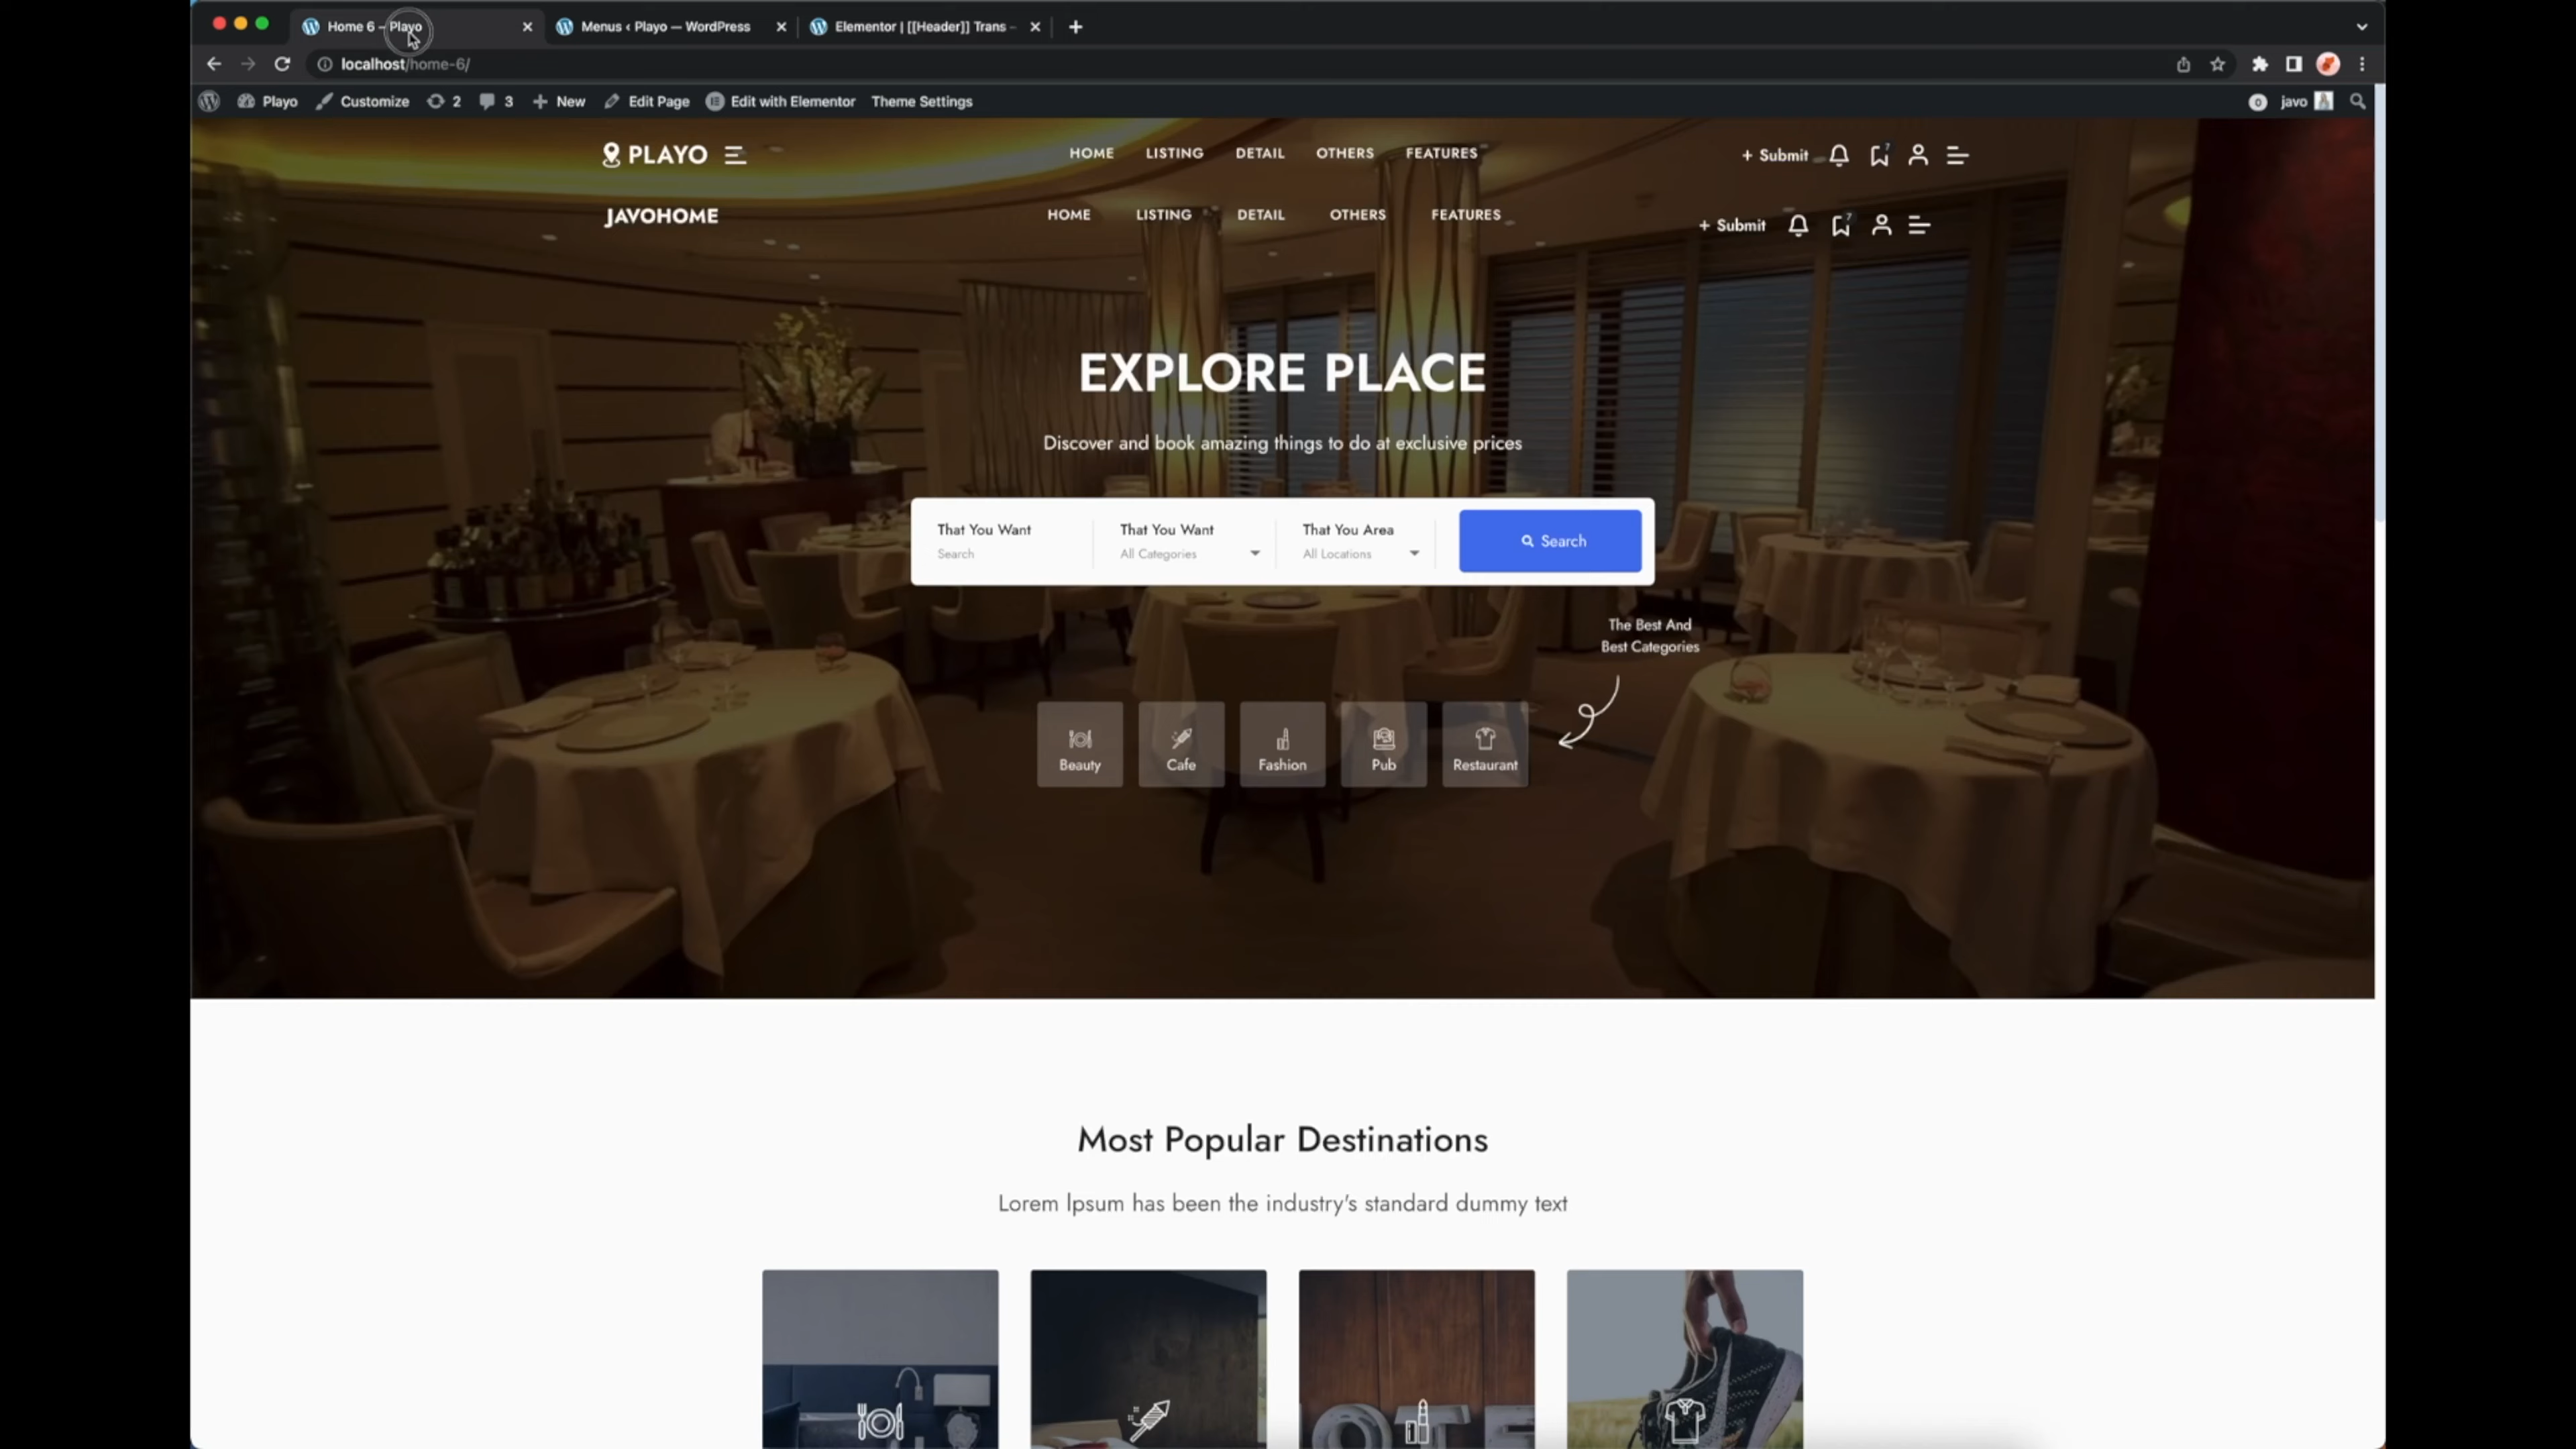 Home 6 – Playo
Menus ‹ Playo — WordPress
Elementor | [[Header]] Trans
localhost/home-6/
Playo Customize 2 3 New Edit Page Edit with Elementor Theme Settings
0 javo
PLAYO HOME LISTING DETAIL OTHERS FEATURES + Submit 7
JAVOHOME HOME LISTING DETAIL OTHERS FEATURES + Submit 7
EXPLORE PLACE
Discover and book amazing things to do at exclusive prices
That You Want That You Want That You Area
Search All Categories All Locations
Search
The Best And
Best Categories
Beauty Cafe Fashion Pub Restaurant
Most Popular Destinations
Lorem Ipsum has been the industry's standard dummy text